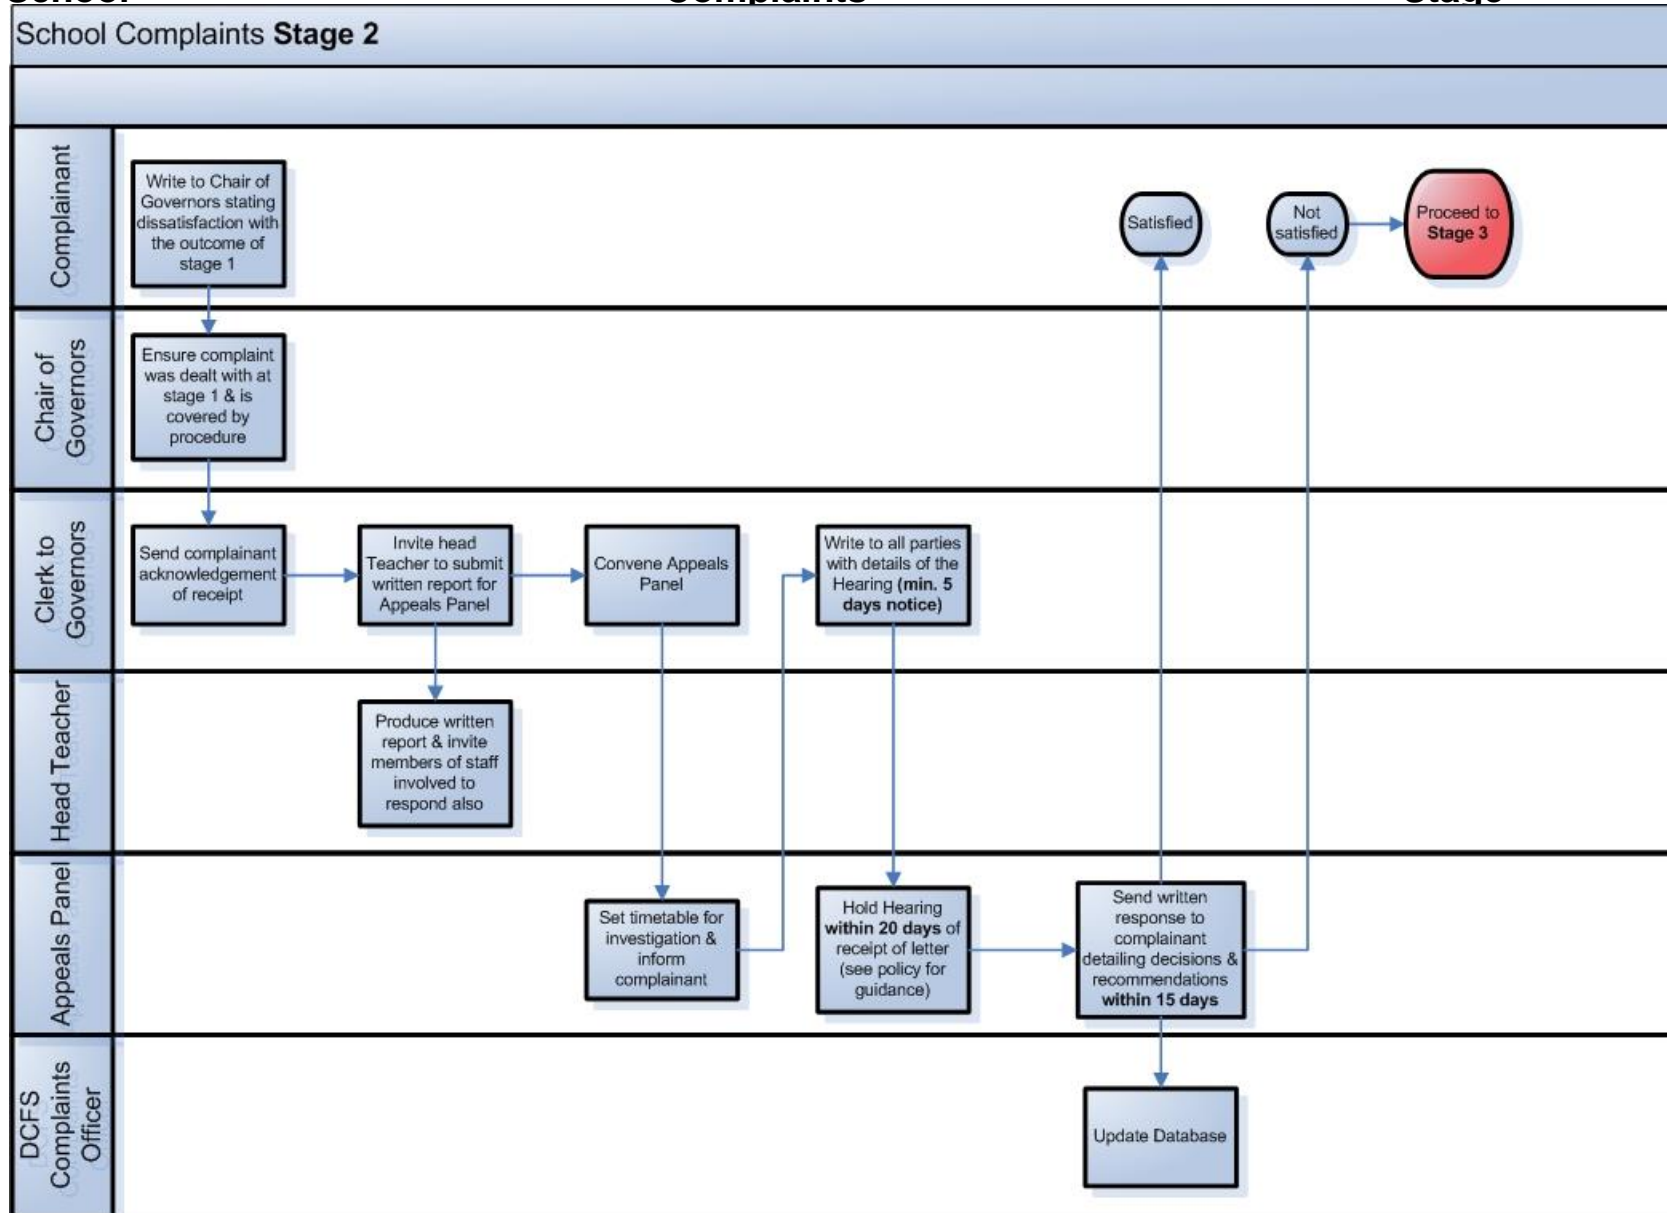 School Complaints Stage
School Complaints Stage 2
Complainant
Write to Chair of
Governors stating
dissatisfaction with
the outcome of
stage 1
Satisfied
Not
satisfied
Proceed to
Stage 3
Chair of
Governors
Ensure complaint
was dealt with at
stage 1 & is
covered by
procedure
Clerk to
Governors
Send complainant
acknowledgement
of receipt
Invite head
Teacher to submit
written report for
Appeals Panel
Convene Appeals
Panel
Write to all parties
with details of the
Hearing (min. 5
days notice)
Head Teacher
Produce written
report & invite
members of staff
involved to
respond also
Appeals Panel
Set timetable for
investigation &
inform
complainant
Hold Hearing
within 20 days of
receipt of letter
(see policy for
guidance)
Send written
response to
complainant
detailing decisions &
recommendations
within 15 days
DCFS
Complaints
Officer
Update Database